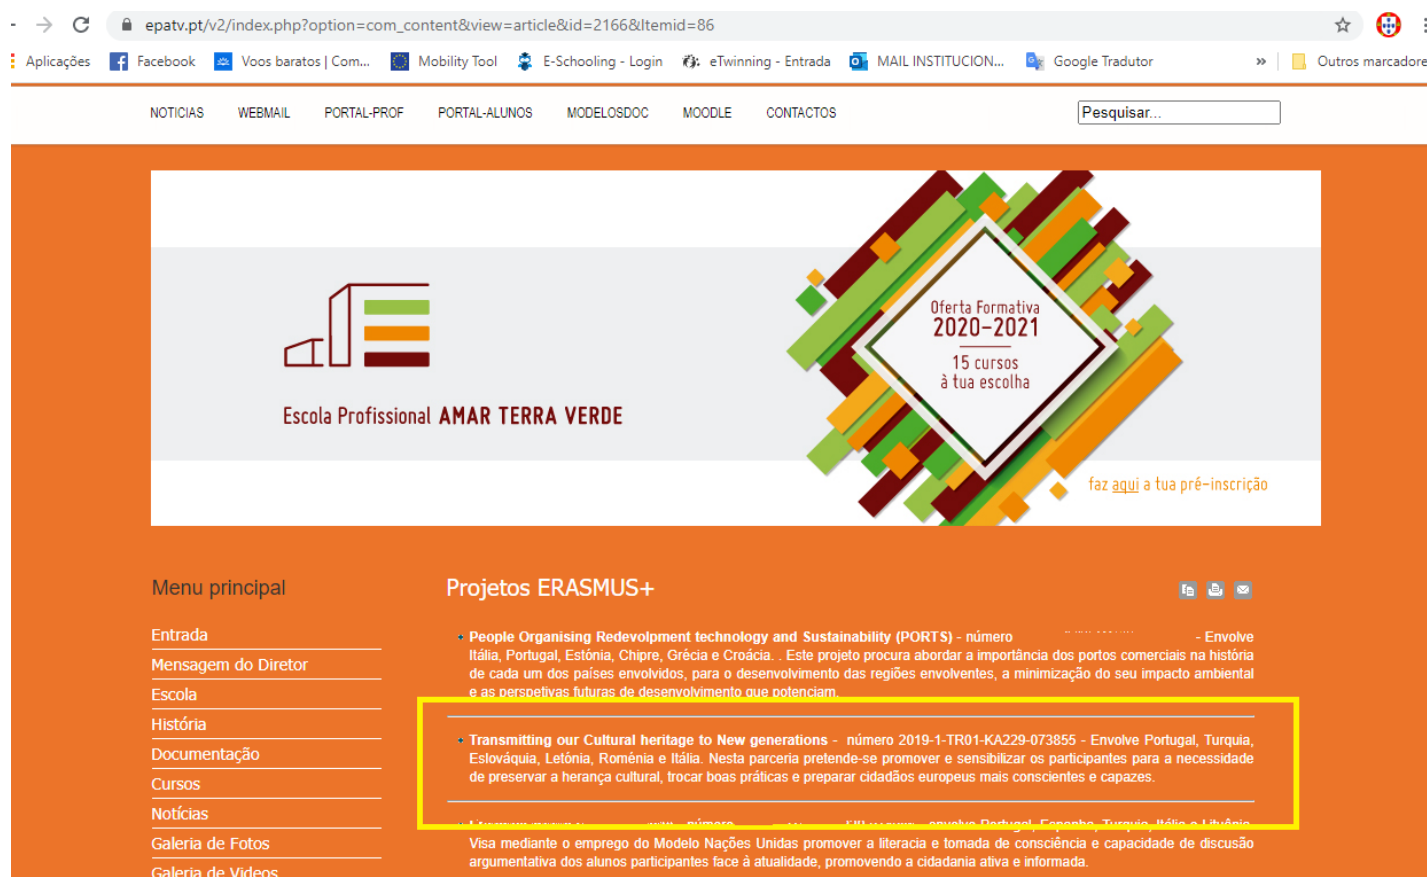 epatv.pt/v2/index.php?option=com_content&view=article&id=2166&Itemid=86
Aplicações Facebook Voos baratos | Com... Mobility Tool E-Schooling - Login eTwinning - Entrada MAIL INSTITUCION... Google Tradutor » Outros marcadore
NOTICIAS WEBMAIL PORTAL-PROF PORTAL-ALUNOS MODELOSDOC MOODLE CONTACTOS Pesquisar...
Oferta Formativa
2020-2021
15 cursos
à tua escolha
Escola Profissional AMAR TERRA VERDE
faz aqui a tua pré-inscrição
Menu principal
Entrada
Mensagem do Diretor
Escola
História
Documentação
Cursos
Notícias
Galeria de Fotos
Galeria de Videos
Projetos ERASMUS+
People Organising Redevolpment technology and Sustainability (PORTS) - número - Envolve
Itália, Portugal, Estónia, Chipre, Grécia e Croácia. . Este projeto procura abordar a importância dos portos comerciais na história
de cada um dos países envolvidos, para o desenvolvimento das regiões envolventes, a minimização do seu impacto ambiental
e as perspetivas futuras de desenvolvimento que potenciam.
Transmitting our Cultural heritage to New generations - número 2019-1-TR01-KA229-073855 - Envolve Portugal, Turquia,
Eslováquia, Letónia, Roménia e Itália. Nesta parceria pretende-se promover e sensibilizar os participantes para a necessidade
de preservar a herança cultural, trocar boas práticas e preparar cidadãos europeus mais conscientes e capazes.
número - envolve Portugal, Espanha, Turquia, Itália e Lituânia.
Visa mediante o emprego do Modelo Nações Unidas promover a literacia e tomada de consciência e capacidade de discusão
argumentativa dos alunos participantes face à atualidade, promovendo a cidadania ativa e informada.